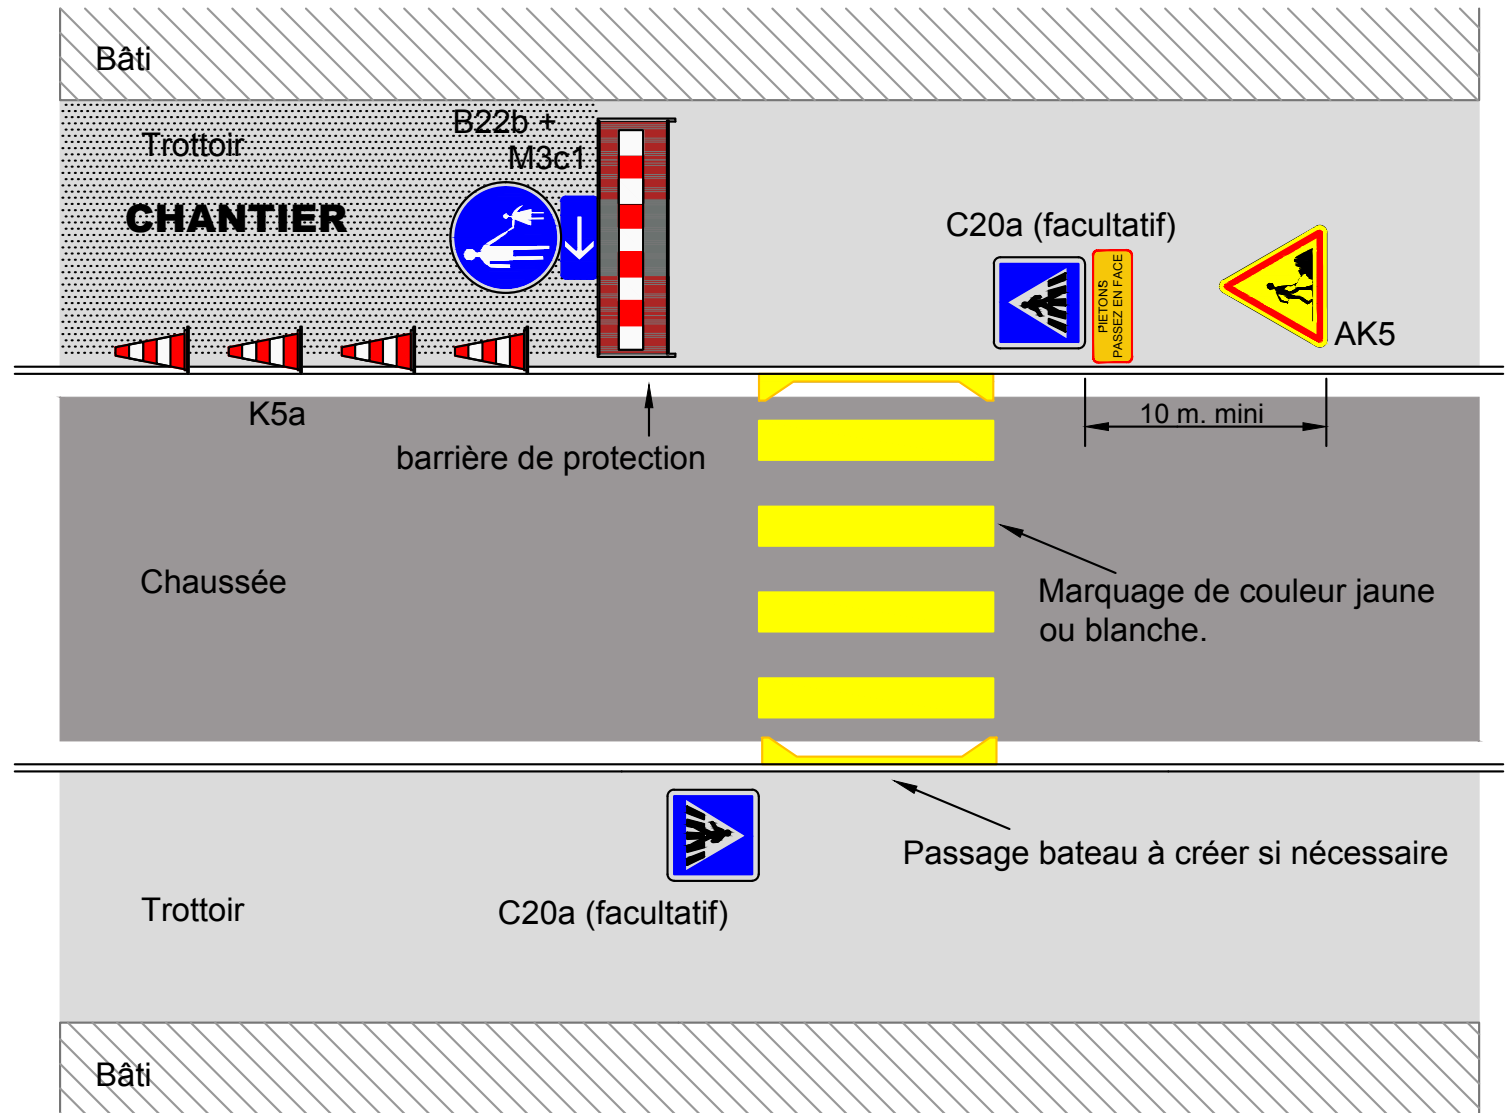 Bâti
Trottoir
B22b +
M3c1
CHANTIER
C20a (facultatif)
PIETONS
PASSEZ EN FACE
AK5
K5a
10 m. mini
barrière de protection
Chaussée
Marquage de couleur jaune
ou blanche.
Passage bateau à créer si nécessaire
Trottoir
C20a (facultatif)
Bâti